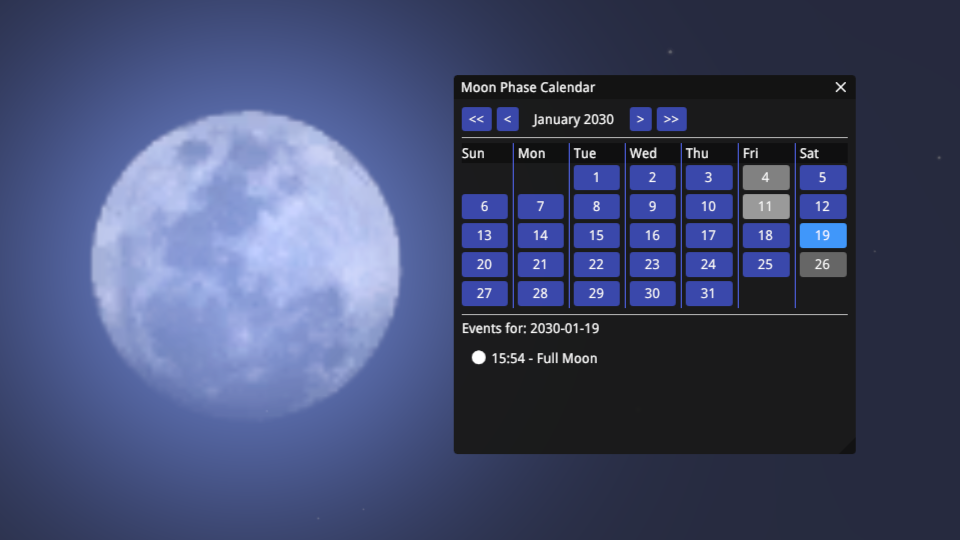 Moon Phase Calendar ×
<< < January 2030 > >>
Sun Mon Tue Wed Thu Fri Sat
1 2 3 4 5
6 7 8 9 10 11 12
13 14 15 16 17 18 19
20 21 22 23 24 25 26
27 28 29 30 31
Events for: 2030-01-19
15:54 - Full Moon